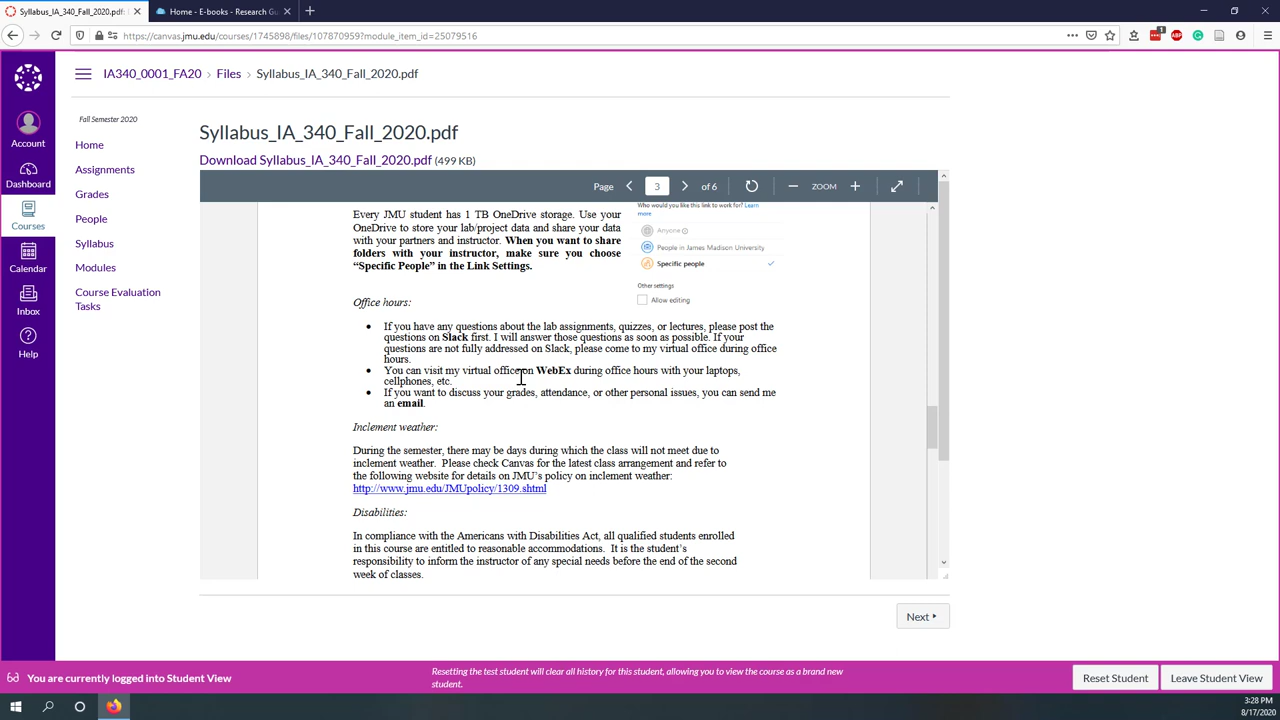 Syllabus_IA_340_Fall_2020.pdf:
Home - E-books - Research Gu
https://canvas.jmu.edu/courses/1745898/files/107870959?module_item_id=25079516
1
ABP
IA340_0001_FA20 › Files › Syllabus_IA_340_Fall_2020.pdf
Account
Dashboard
Courses
Calendar
Inbox
Help
Fall Semester 2020
Home
Assignments
Grades
People
Syllabus
Modules
Course Evaluation
Tasks
Syllabus_IA_340_Fall_2020.pdf
Download Syllabus_IA_340_Fall_2020.pdf (499 KB)
Page 3 of 6 ZOOM
Every JMU student has 1 TB OneDrive storage. Use your
OneDrive to store your lab/project data and share your data
with your partners and instructor. When you want to share
folders with your instructor, make sure you choose
“Specific People” in the Link Settings.
Who would you like this link to work for? Learn
more
Anyone
People in James Madison University
Specific people
Other settings
Allow editing
Office hours:
• If you have any questions about the lab assignments, quizzes, or lectures, please post the
questions on Slack first. I will answer those questions as soon as possible. If your
questions are not fully addressed on Slack, please come to my virtual office during office
hours.
• You can visit my virtual office on WebEx during office hours with your laptops,
cellphones, etc.
• If you want to discuss your grades, attendance, or other personal issues, you can send me
an email.
Inclement weather:
During the semester, there may be days during which the class will not meet due to
inclement weather. Please check Canvas for the latest class arrangement and refer to
the following website for details on JMU’s policy on inclement weather:
http://www.jmu.edu/JMUpolicy/1309.shtml
Disabilities:
In compliance with the Americans with Disabilities Act, all qualified students enrolled
in this course are entitled to reasonable accommodations. It is the student’s
responsibility to inform the instructor of any special needs before the end of the second
week of classes.
Next
You are currently logged into Student View
Resetting the test student will clear all history for this student, allowing you to view the course as a brand new
student.
Reset Student
Leave Student View
3:28 PM
8/17/2020